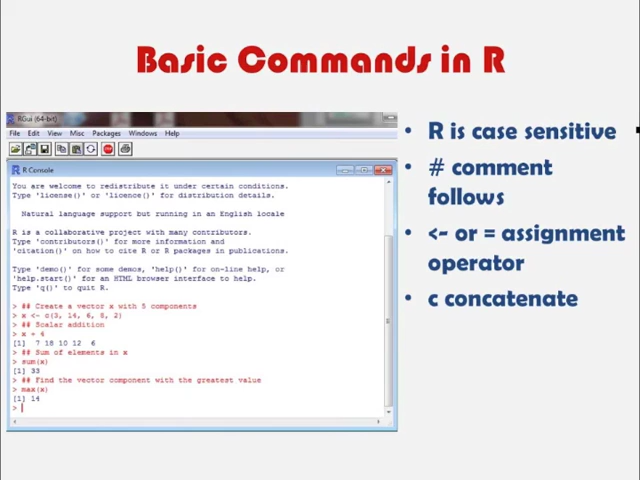 Basic Commands in R
RGui (64-bit)
File Edit View Misc Packages Windows Help
R Console
You are welcome to redistribute it under certain conditions.
Type 'license()' or 'licence()' for distribution details.
Natural language support but running in an English locale
R is a collaborative project with many contributors.
Type 'contributors()' for more information and
'citation()' on how to cite R or R packages in publications.
Type 'demo()' for some demos, 'help()' for on-line help, or
'help.start()' for an HTML browser interface to help.
Type 'q()' to quit R.
> ## Create a vector x with 5 components
> x <- c(3, 14, 6, 8, 2)
> ## Scalar addition
> x + 4
[1] 7 18 10 12 6
> ## Sum of elements in x
> sum(x)
[1] 33
> ## Find the vector component with the greatest value
> max(x)
[1] 14
>
• R is case sensitive
• # comment
follows
• <- or = assignment
operator
• c concatenate